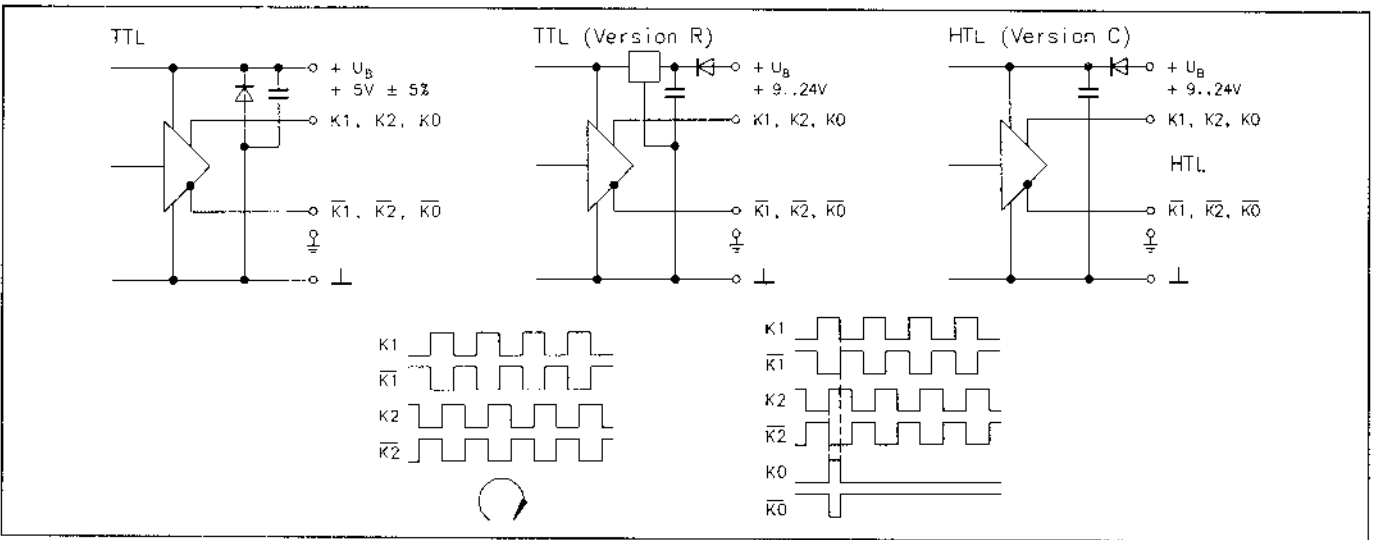 TTL
+ U_B
+ 5V ± 5%
K1, K2, K0
K̅1̅, K̅2̅, K̅0̅
⊥
TTL (Version R)
+ U_B
+ 9..24V
K1, K2, K0
K̅1̅, K̅2̅, K̅0̅
⊥
HTL (Version C)
+ U_B
+ 9..24V
K1, K2, K0
HTL
K̅1̅, K̅2̅, K̅0̅
⊥
K1
K̅1̅
K2
K̅2̅
K1
K̅1̅
K2
K̅2̅
K0
K̅0̅